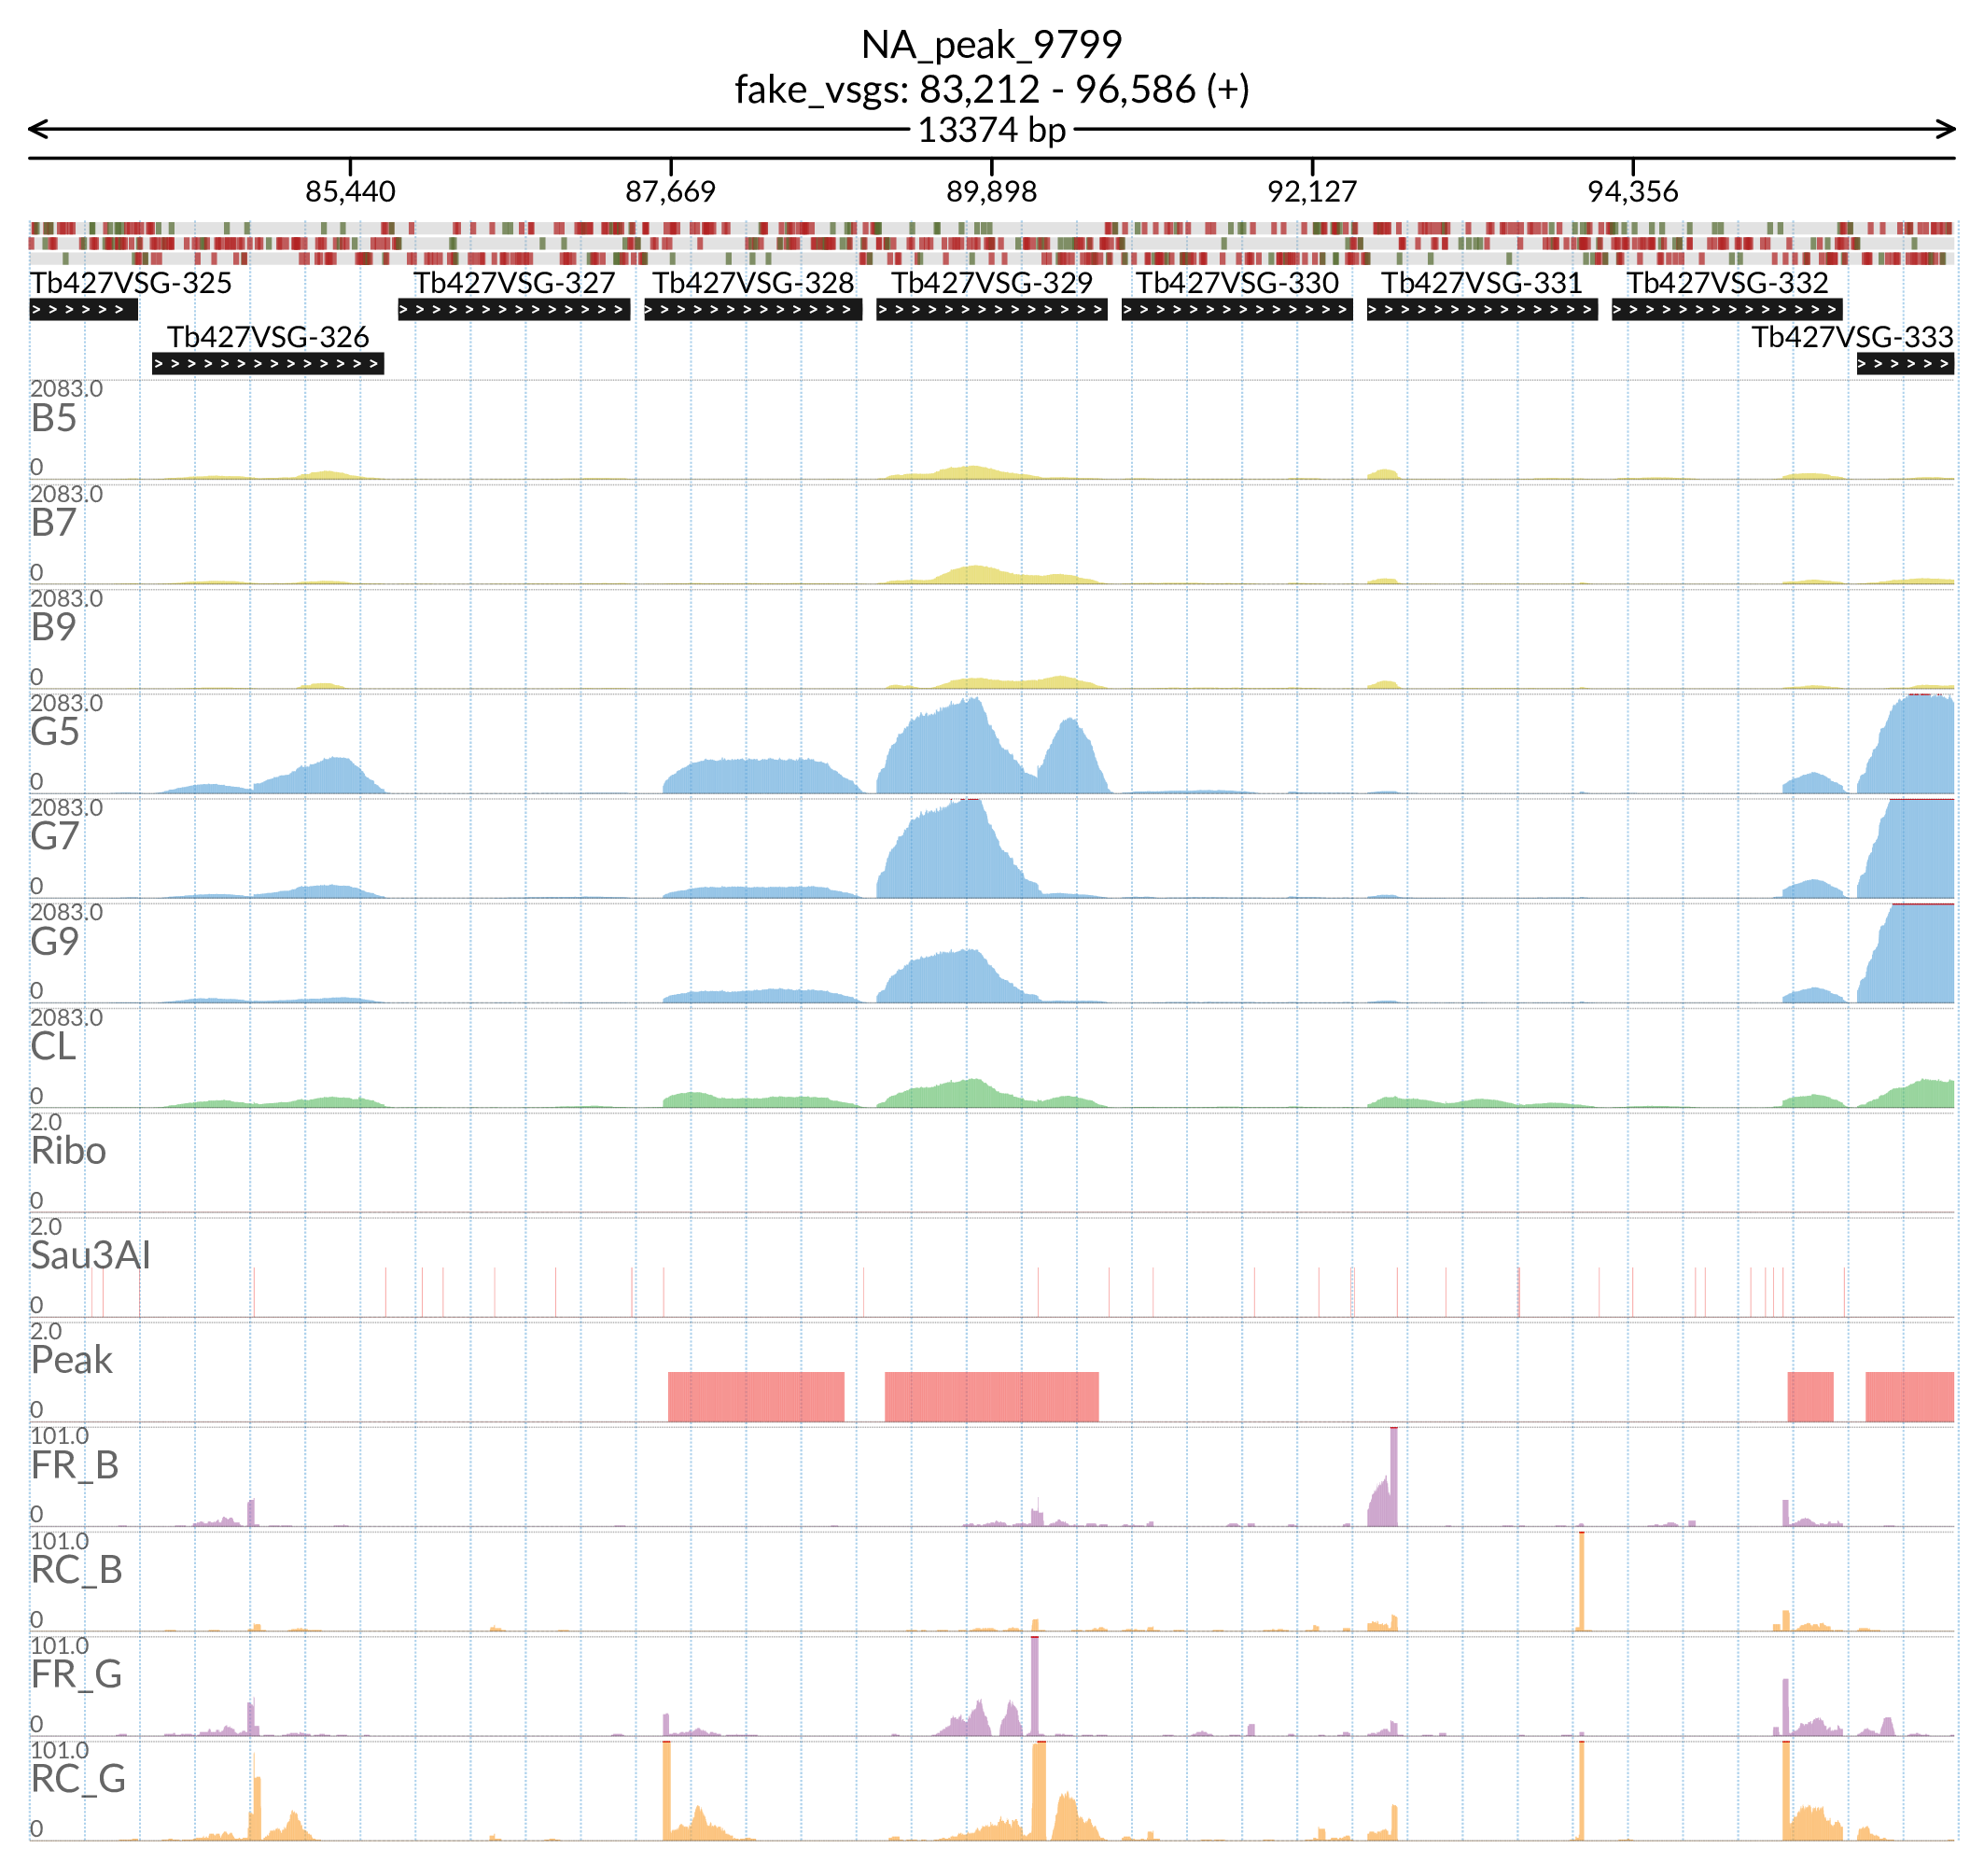 NA_peak_9799
fake_vsgs: 83,212 - 96,586 (+)
13374 bp
85,440 87,669 89,898 92,127 94,356
Tb427VSG-325 Tb427VSG-327 Tb427VSG-328 Tb427VSG-329 Tb427VSG-330 Tb427VSG-331 Tb427VSG-332
Tb427VSG-326 Tb427VSG-333
2083.0
B5
0
2083.0
B7
0
2083.0
B9
0
2083.0
G5
0
2083.0
G7
0
2083.0
G9
0
2083.0
CL
0
2.0
Ribo
0
2.0
Sau3AI
0
2.0
Peak
0
101.0
FR_B
0
101.0
RC_B
0
101.0
FR_G
0
101.0
RC_G
0